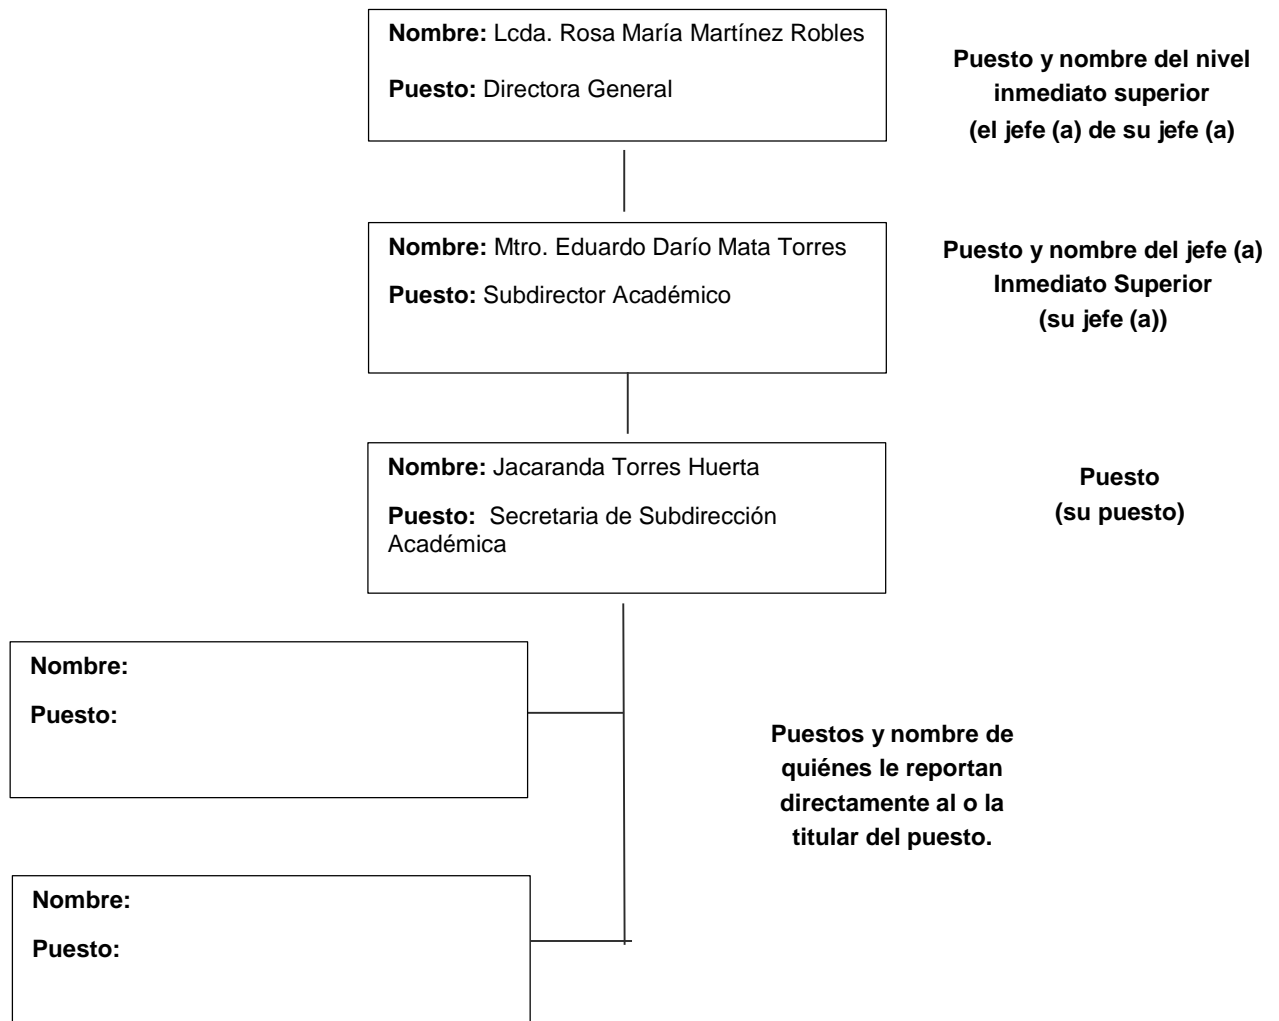 Nombre: Lcda. Rosa María Martínez Robles
Puesto: Directora General
Puesto y nombre del nivel
inmediato superior
(el jefe (a) de su jefe (a)
Nombre: Mtro. Eduardo Darío Mata Torres
Puesto: Subdirector Académico
Puesto y nombre del jefe (a)
Inmediato Superior
(su jefe (a))
Nombre: Jacaranda Torres Huerta
Puesto: Secretaria de Subdirección
Académica
Puesto
(su puesto)
Nombre:
Puesto:
Puestos y nombre de
quiénes le reportan
directamente al o la
titular del puesto.
Nombre:
Puesto: